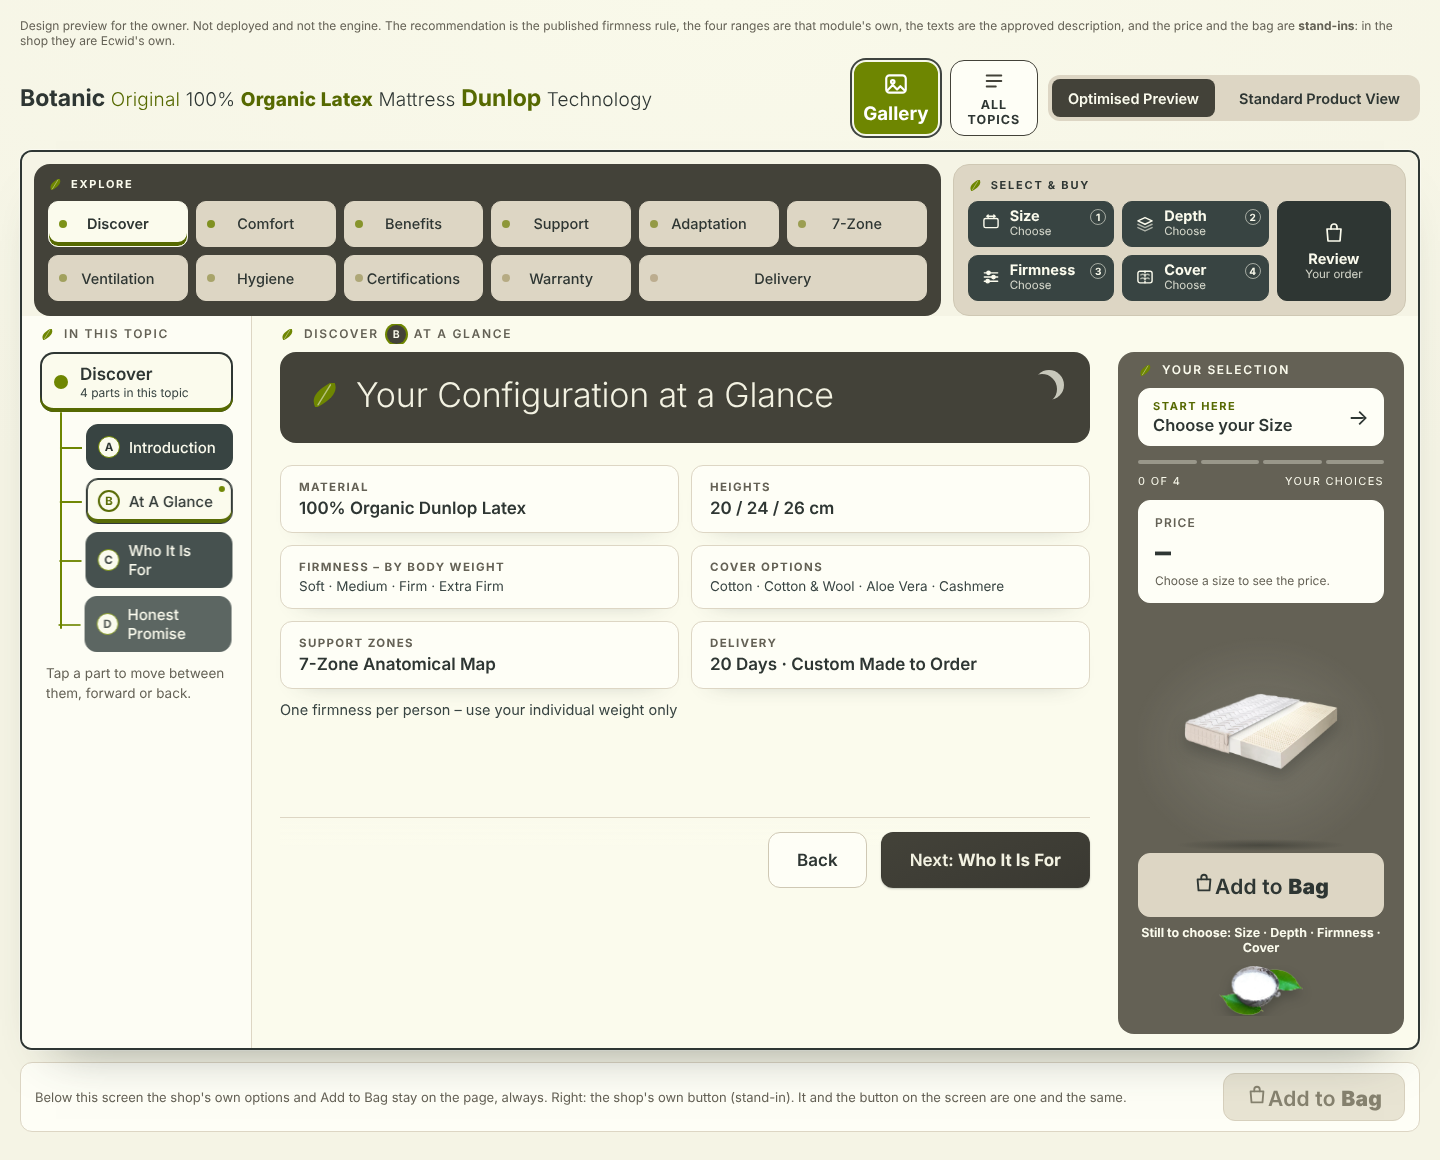 Design preview for the owner. Not deployed and not the engine. The recommendation is the published firmness rule, the four ranges are that module's own, the texts are the approved description, and the price and the bag are stand-ins: in the
shop they are Ecwid's own.
Botanic Original 100% Organic Latex Mattress Dunlop Technology
Gallery
ALL
TOPICS
Optimised Preview
Standard Product View
EXPLORE
Discover
Comfort
Benefits
Support
Adaptation
7-Zone
Ventilation
Hygiene
Certifications
Warranty
Delivery
SELECT & BUY
Size
Choose
1
Depth
Choose
2
Firmness
Choose
3
Cover
Choose
4
Review
Your order
IN THIS TOPIC
Discover
4 parts in this topic
A Introduction
B At A Glance
C Who It Is
For
D Honest
Promise
Tap a part to move between
them, forward or back.
DISCOVER B AT A GLANCE
Your Configuration at a Glance
MATERIAL
100% Organic Dunlop Latex
HEIGHTS
20 / 24 / 26 cm
FIRMNESS – BY BODY WEIGHT
Soft · Medium · Firm · Extra Firm
COVER OPTIONS
Cotton · Cotton & Wool · Aloe Vera · Cashmere
SUPPORT ZONES
7-Zone Anatomical Map
DELIVERY
20 Days · Custom Made to Order
One firmness per person – use your individual weight only
Back
Next: Who It Is For
YOUR SELECTION
START HERE
Choose your Size
0 OF 4
YOUR CHOICES
PRICE
–
Choose a size to see the price.
Add to Bag
Still to choose: Size · Depth · Firmness ·
Cover
Below this screen the shop's own options and Add to Bag stay on the page, always. Right: the shop's own button (stand-in). It and the button on the screen are one and the same.
Add to Bag